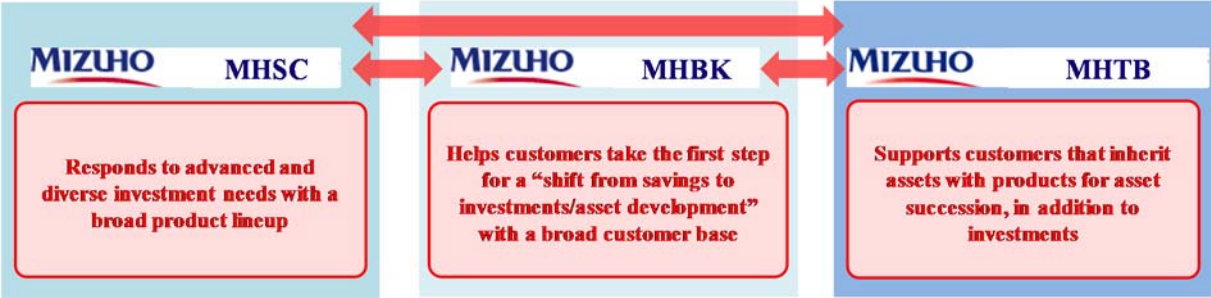 MIZUHO MHSC
MIZUHO MHBK
MIZUHO MHTB
Responds to advanced and
diverse investment needs with a
broad product lineup
Helps customers take the first step
for a “shift from savings to
investments/asset development”
with a broad customer base
Supports customers that inherit
assets with products for asset
succession, in addition to
investments